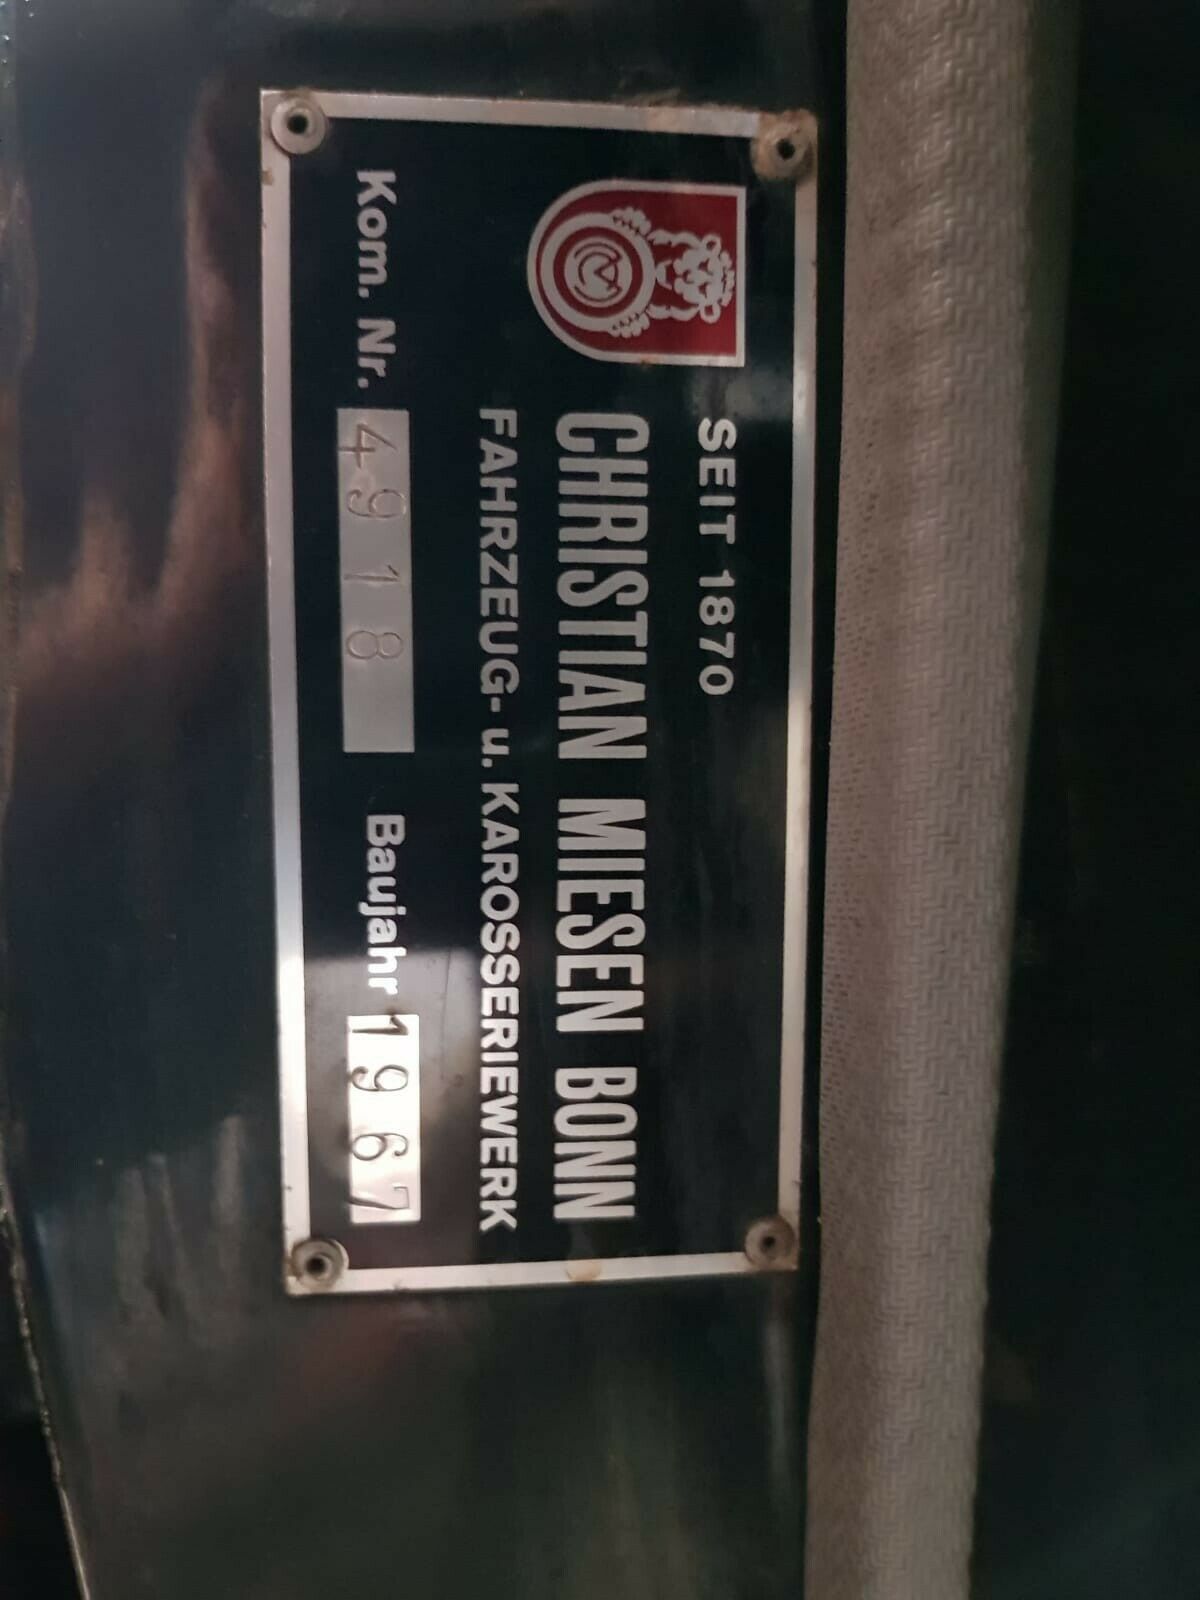 SEIT 1870
CHRISTIAN MIESEN BONN
FAHRZEUG- u. KAROSSERIEWERK
Kom. Nr. 4918 Baujahr 1967